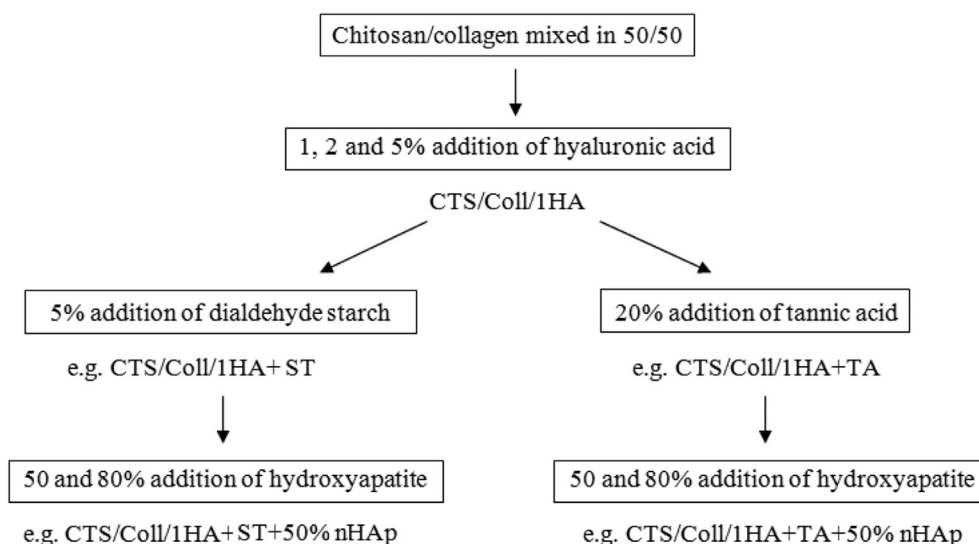 Chitosan/collagen mixed in 50/50
1, 2 and 5% addition of hyaluronic acid
CTS/Coll/1HA
5% addition of dialdehyde starch
20% addition of tannic acid
e.g. CTS/Coll/1HA+ ST
e.g. CTS/Coll/1HA+TA
50 and 80% addition of hydroxyapatite
50 and 80% addition of hydroxyapatite
e.g. CTS/Coll/1HA+ ST+50% nHAp
e.g. CTS/Coll/1HA+TA+50% nHAp